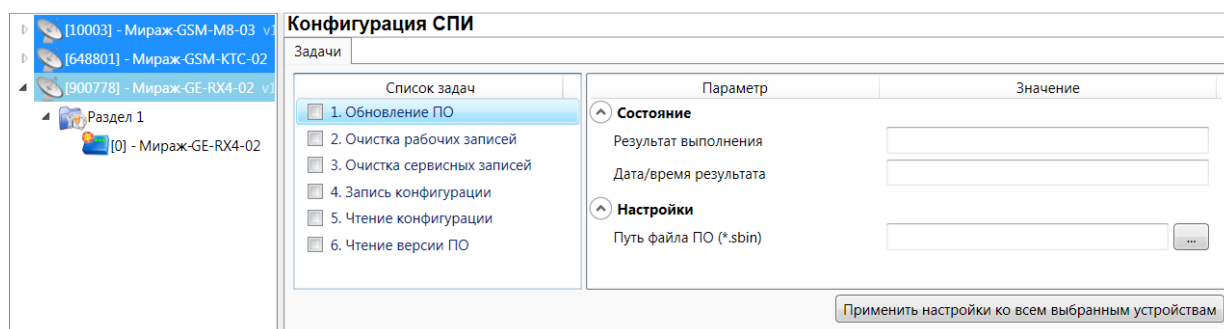 [10003] - Мираж-GSM-M8-03 v1
[648801] - Мираж-GSM-KTC-02
[900778] - Мираж-GE-RX4-02 v1
Раздел 1
[0] - Мираж-GE-RX4-02
Конфигурация СПИ
Задачи
Список задач
1. Обновление ПО
2. Очистка рабочих записей
3. Очистка сервисных записей
4. Запись конфигурации
5. Чтение конфигурации
6. Чтение версии ПО
Параметр Значение
Состояние
Результат выполнения
Дата/время результата
Настройки
Путь файла ПО (*.sbin) ...
Применить настройки ко всем выбранным устройствам